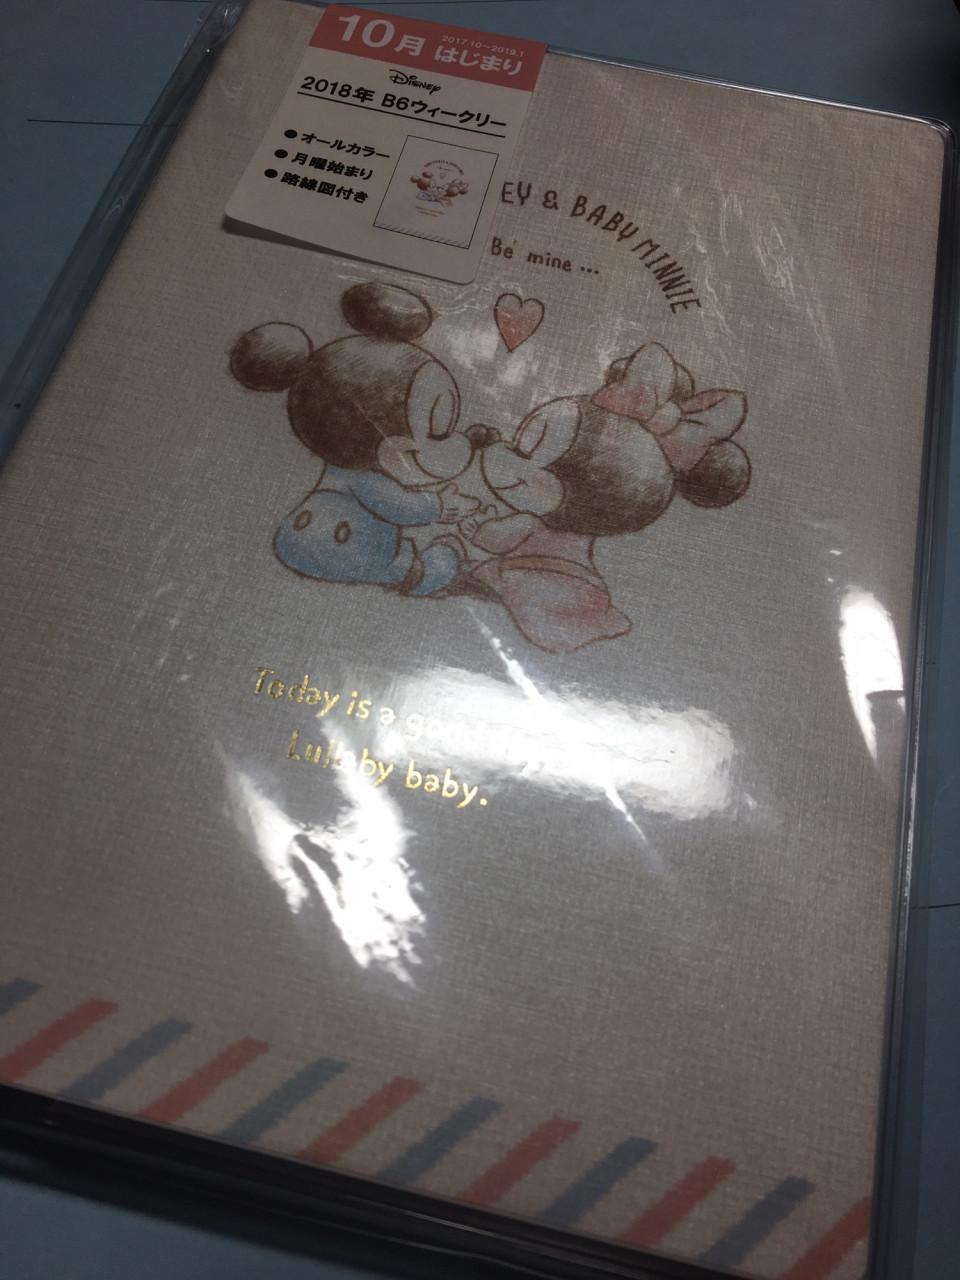 10月 はじまり
2017.10~2019.1
Disney
2018年 B6ウィークリー
●オールカラー
●月曜始まり
●路線図付き
EY & BABY MINNIE
Be mine ...
Today is a good
Lullaby baby.